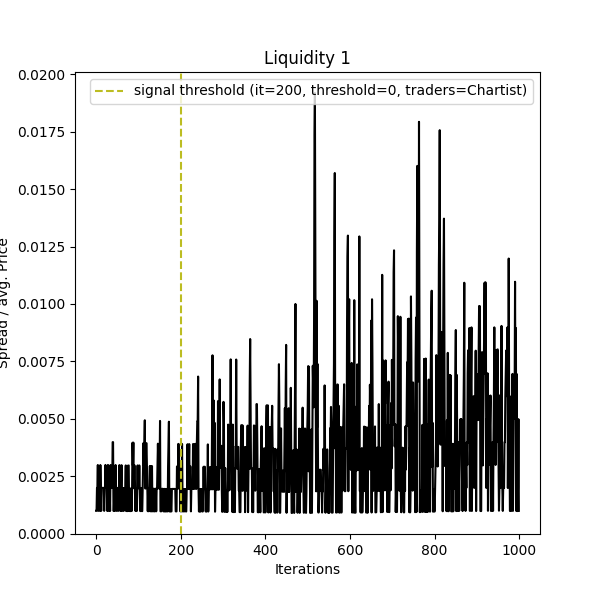 Liquidity 1
signal threshold (it=200, threshold=0, traders=Chartist)
0.0200
0.0175
0.0150
0.0125
0.0100
0.0075
0.0050
0.0025
0.0000
Spread / avg. Price
0 200 400 600 800 1000
Iterations